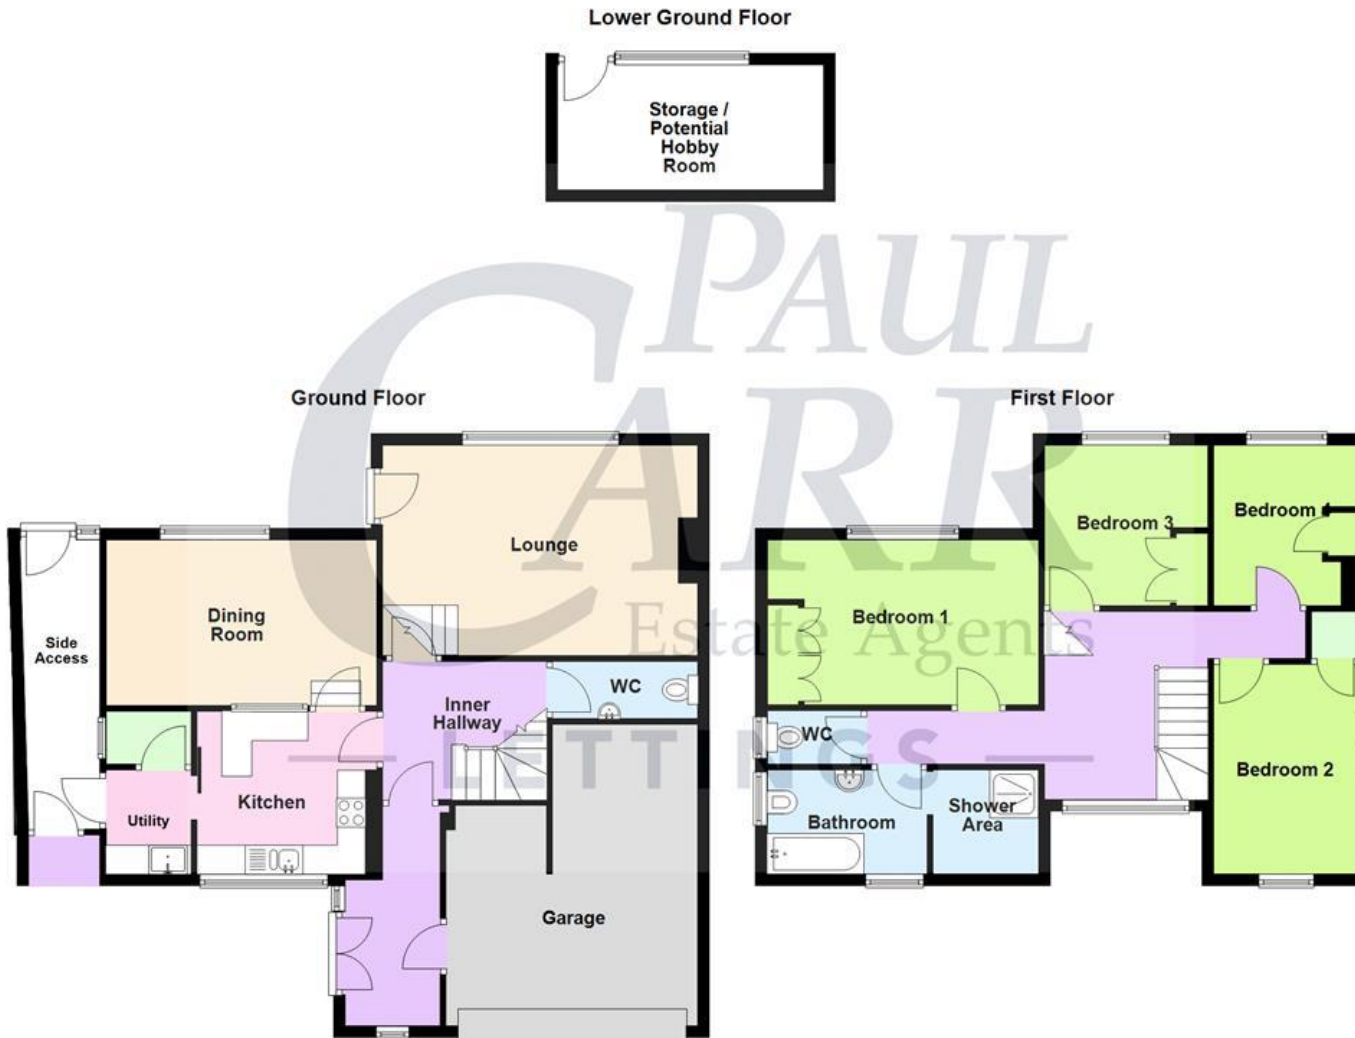 Lower Ground Floor
Storage /
Potential
Hobby
Room
PAUL
CARR
Estate Agents
LETTINGS
Ground Floor
Lounge
Dining
Room
Side
Access
WC
Inner
Hallway
Kitchen
Utility
Garage
First Floor
Bedroom 3
Bedroom 4
Bedroom 1
WC
Bedroom 2
Shower
Area
Bathroom